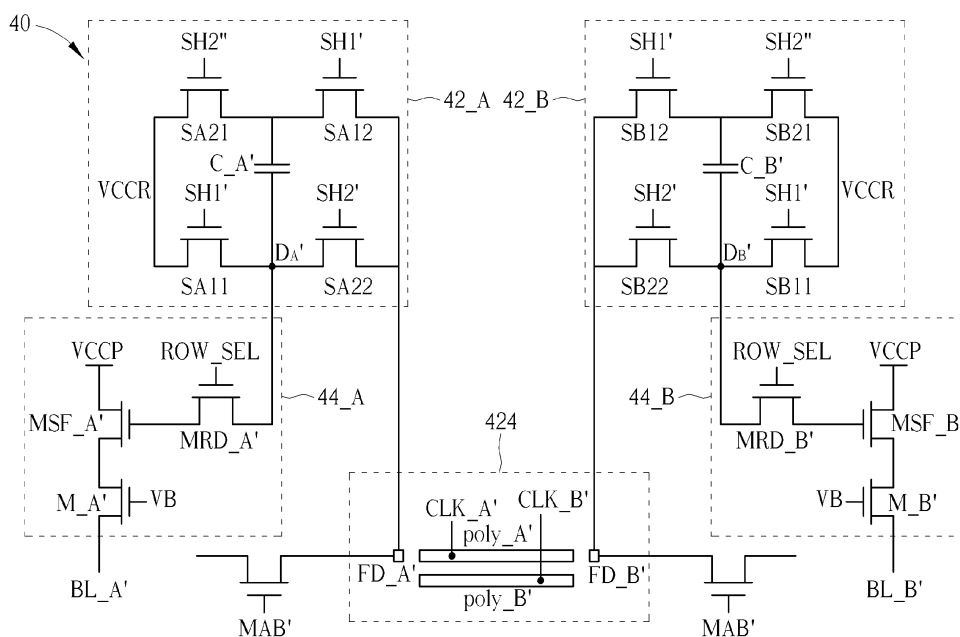 40
SH2" SH1' SH1' SH2"
42_A 42_B
SA21 SA12 SB12 SB21
C_A' C_B'
VCCR SH1' SH2' SH2' SH1' VCCR
DA' DB'
SA11 SA22 SB22 SB11
VCCP ROW_SEL ROW_SEL VCCP
44_A 44_B
MSF_A' MRD_A' 424 MRD_B' MSF_B
M_A' VB CLK_A' CLK_B' VB M_B'
poly_A'
FD_A' FD_B'
BL_A' poly_B' BL_B'
MAB' MAB'